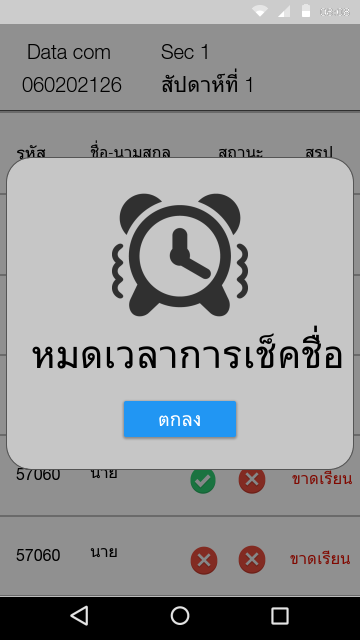 Data com Sec 1
060202126 สัปดาห์ที่ 1
รหัส ชื่อ-นามสกุล สถานะ สรุป
หมดเวลาการเช็คชื่อ
ตกลง
57060 นาย ขาดเรียน
57060 นาย ขาดเรียน